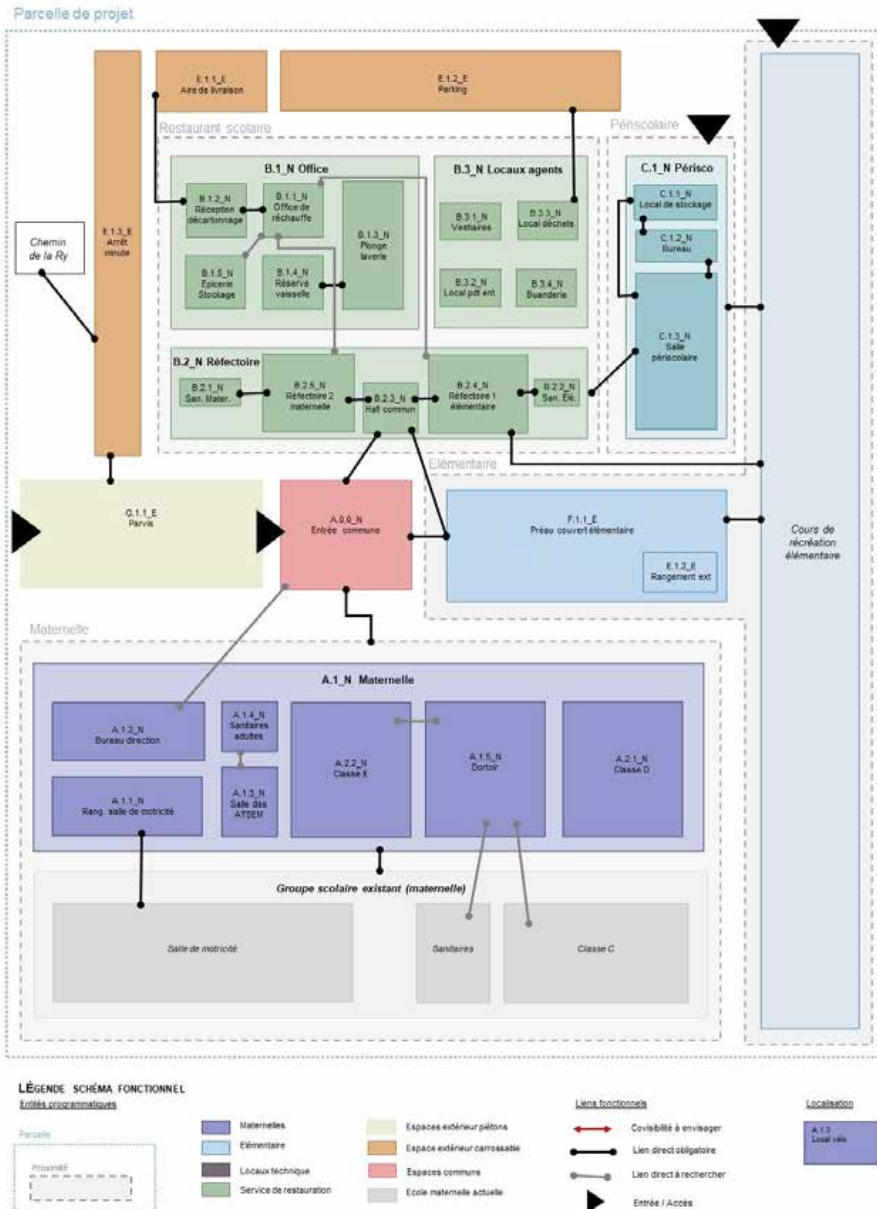 Parcelle de projet
E.1.1_E
Aire de livraison
E.1.2_E
Parking
Restaurant scolaire
Périscolaire
E.1.3_E
Arrêt
minute
Chemin
de la Ry
B.1_N Office
B.1.2_N
Réception
décartonnage
B.1.1_N
Office de
réchauffe
B.1.3_N
Plonge
laverie
B.1.5_N
Epicerie
Stockage
B.1.4_N
Réserve
vaisselle
B.3_N Locaux agents
B.3.1_N
Vestiaires
B.3.3_N
Local déchets
B.3.2_N
Local pdt ent
B.3.4_N
Buanderie
C.1_N Périsco
C.1.1_N
Local de stockage
C.1.2_N
Bureau
C.1.3_N
Salle
périscolaire
B.2_N Réfectoire
B.2.1_N
San. Mater.
B.2.5_N
Réfectoire 2
maternelle
B.2.3_N
Hall commun
B.2.4_N
Réfectoire 1
élémentaire
B.2.2_N
San. Elé.
Elémentaire
G.1.1_E
Parvis
A.0.0_N
Entrée commune
F.1.1_E
Préau couvert élémentaire
E.1.2_E
Rangement ext
Cours de
récréation
élémentaire
Maternelle
A.1_N Maternelle
A.1.2_N
Bureau direction
A.1.4_N
Sanitaires
adultes
A.2.2_N
Classe E
A.1.5_N
Dortoir
A.2.1_N
Classe D
A.1.1_N
Rang. salle de motricité
A.1.3_N
Salle des
ATSEM
Groupe scolaire existant (maternelle)
Salle de motricité
Sanitaires
Classe C
LÉGENDE SCHÉMA FONCTIONNEL
Entités programmatiques
Parcelle
Proximité
Maternelles
Elémentaire
Locaux technique
Service de restauration
Espaces extérieur piétons
Espace extérieur carrossable
Espaces communs
Ecole maternelle actuelle
Liens fonctionnels
Covisibilité à envisager
Lien direct obligatoire
Lien direct à rechercher
Entrée / Accès
Localisation
A.1.3
Local vélo